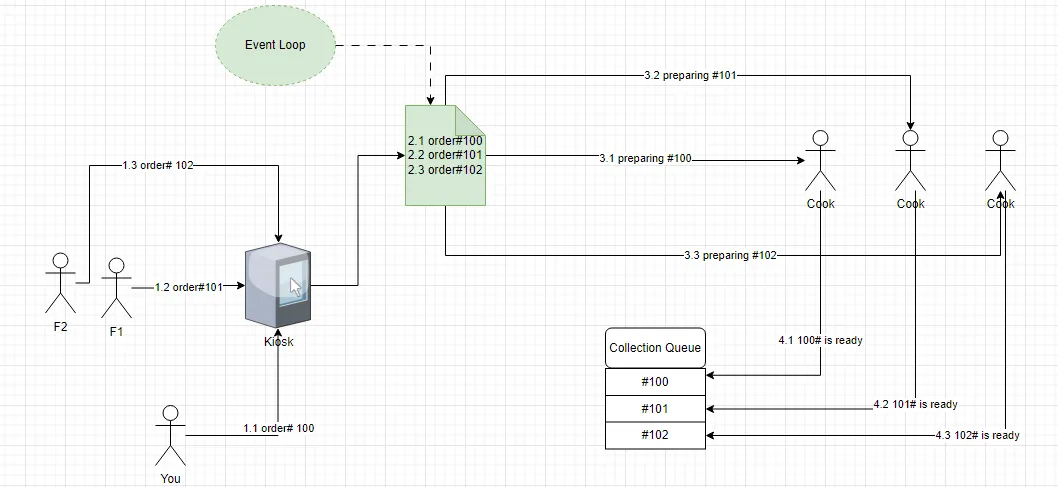 Event Loop
3.2 preparing #101
2.1 order#100
2.2 order#101
2.3 order#102
3.1 preparing #100
1.3 order# 102
Cook
Cook
Cook
3.3 preparing #102
1.2 order#101
F2
F1
Kiosk
4.1 100# is ready
Collection Queue
#100
#101
#102
4.2 101# is ready
4.3 102# is ready
1.1 order# 100
You